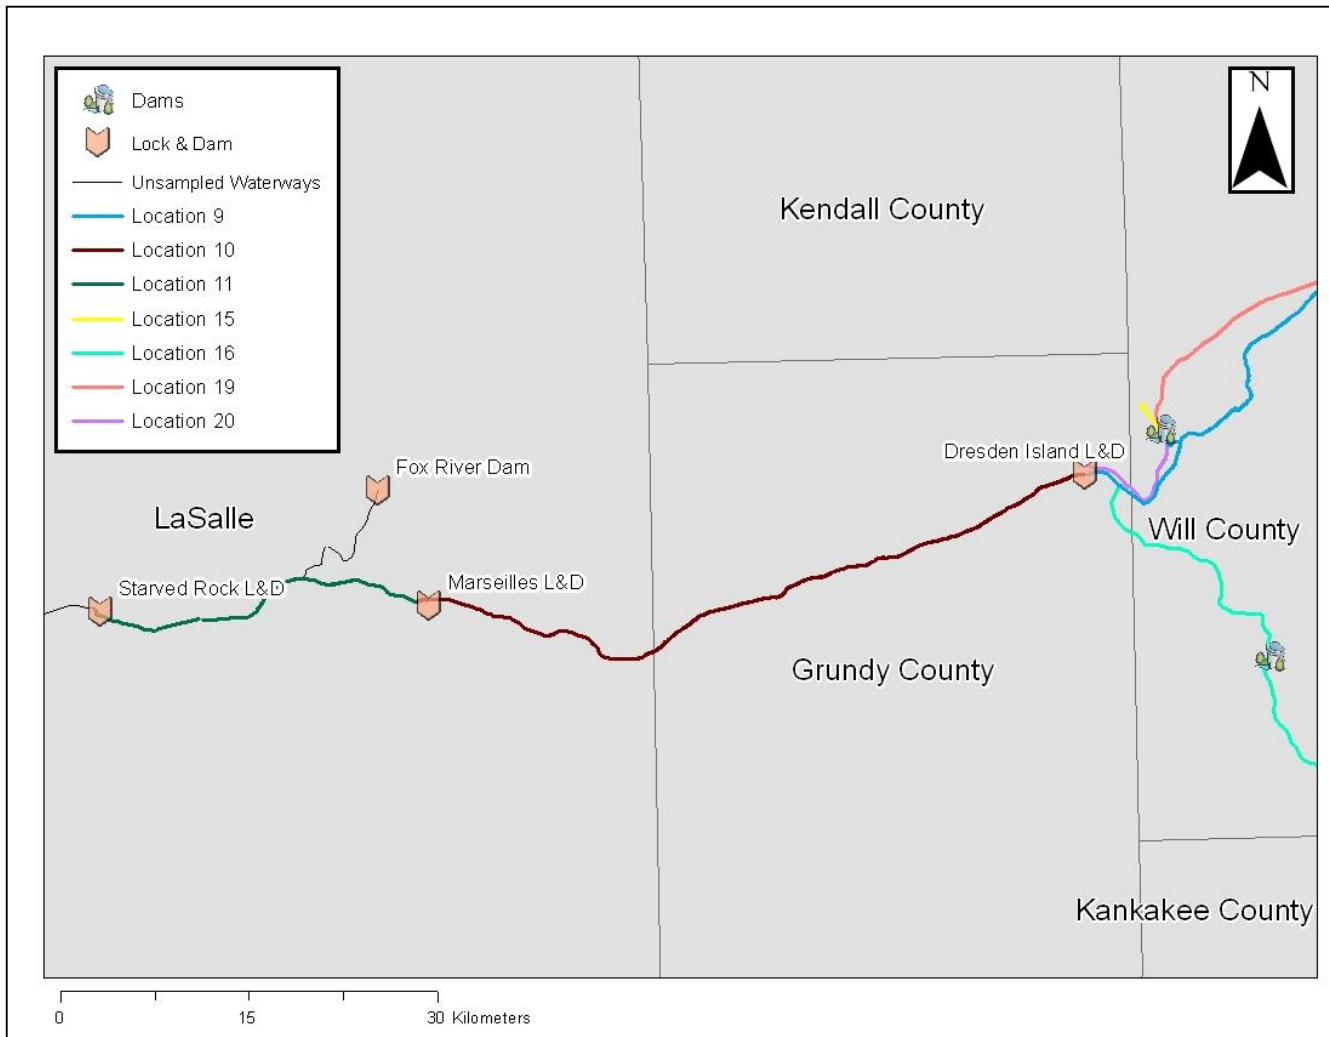 Dams
Lock & Dam
Unsampled Waterways
Location 9
Location 10
Location 11
Location 15
Location 16
Location 19
Location 20
N
Kendall County
Dresden Island L&D
Fox River Dam
LaSalle
Will County
Starved Rock L&D
Marseilles L&D
Grundy County
Kankakee County
0 15 30 Kilometers